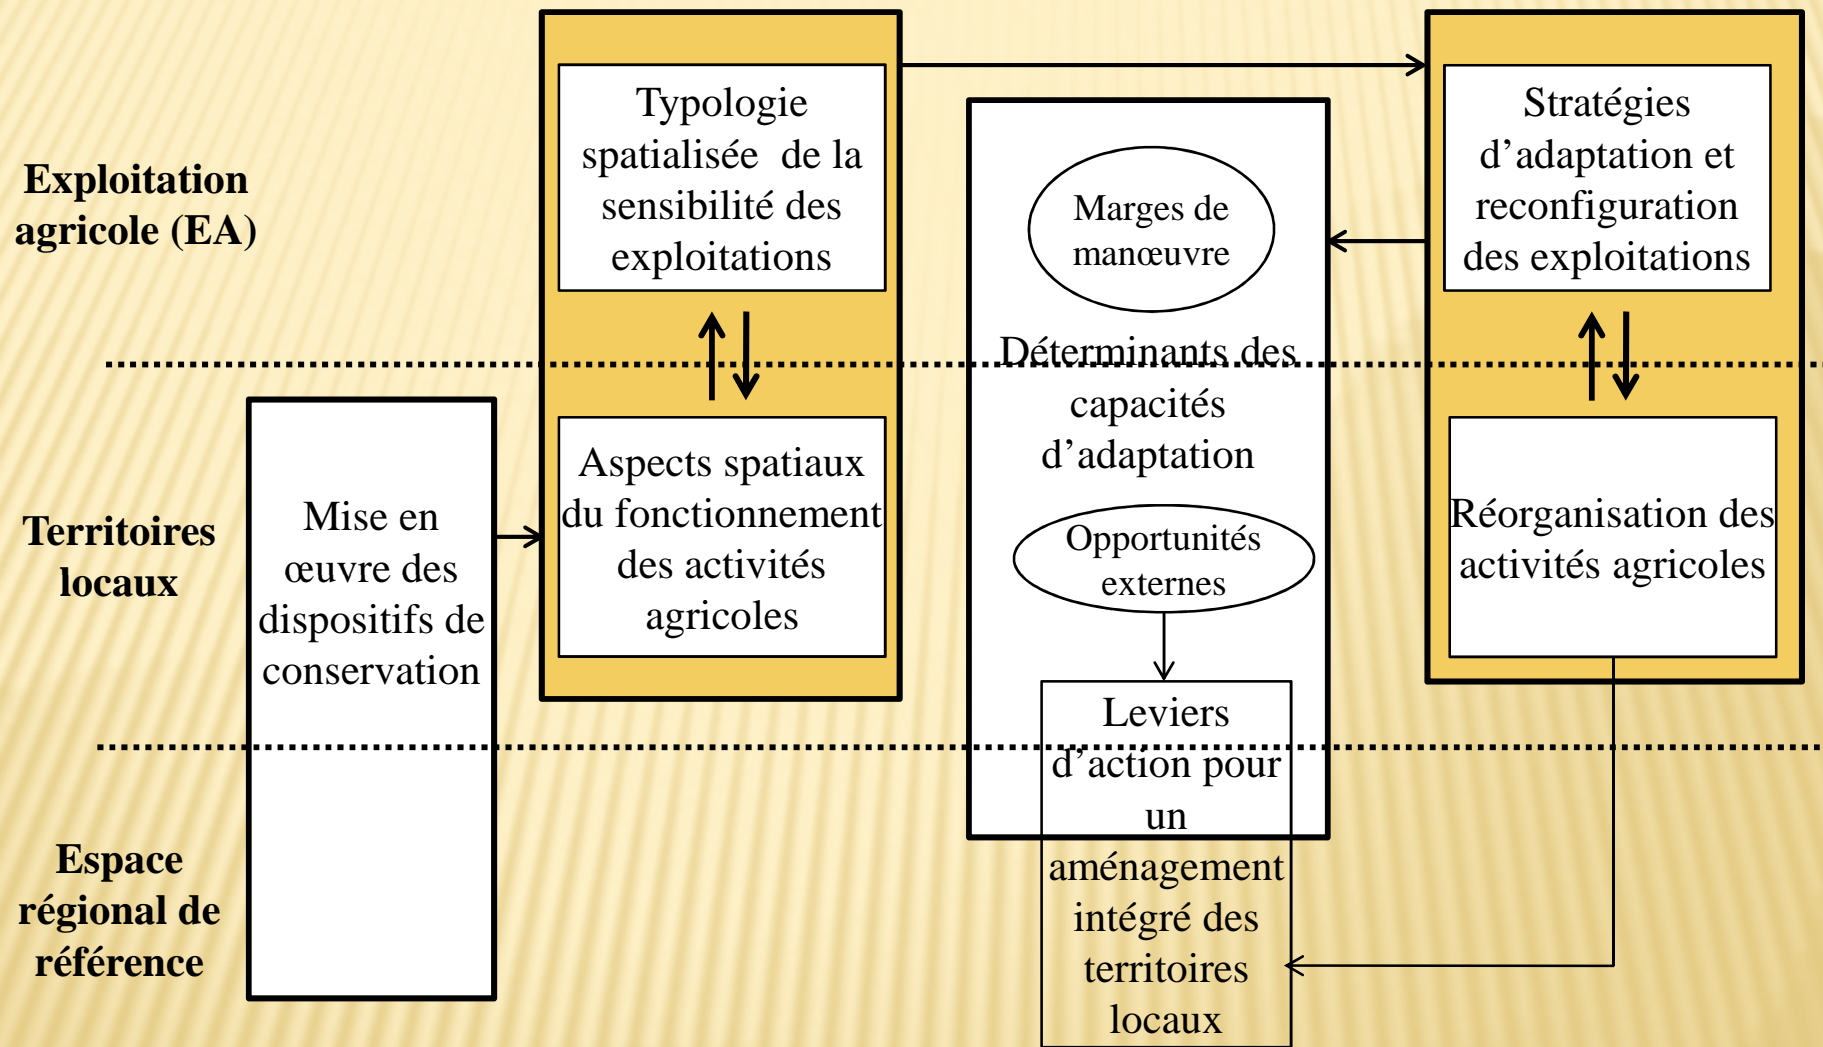 Exploitation
agricole (EA)
Territoires
locaux
Espace
régional de
référence
Mise en
œuvre des
dispositifs de
conservation
Typologie
spatialisée de la
sensibilité des
exploitations
Aspects spatiaux
du fonctionnement
des activités
agricoles
Marges de
manœuvre
Déterminants des
capacités
d’adaptation
Opportunités
externes
Leviers
d’action pour
un
aménagement
intégré des
territoires
locaux
Stratégies
d’adaptation et
reconfiguration
des exploitations
Réorganisation des
activités agricoles